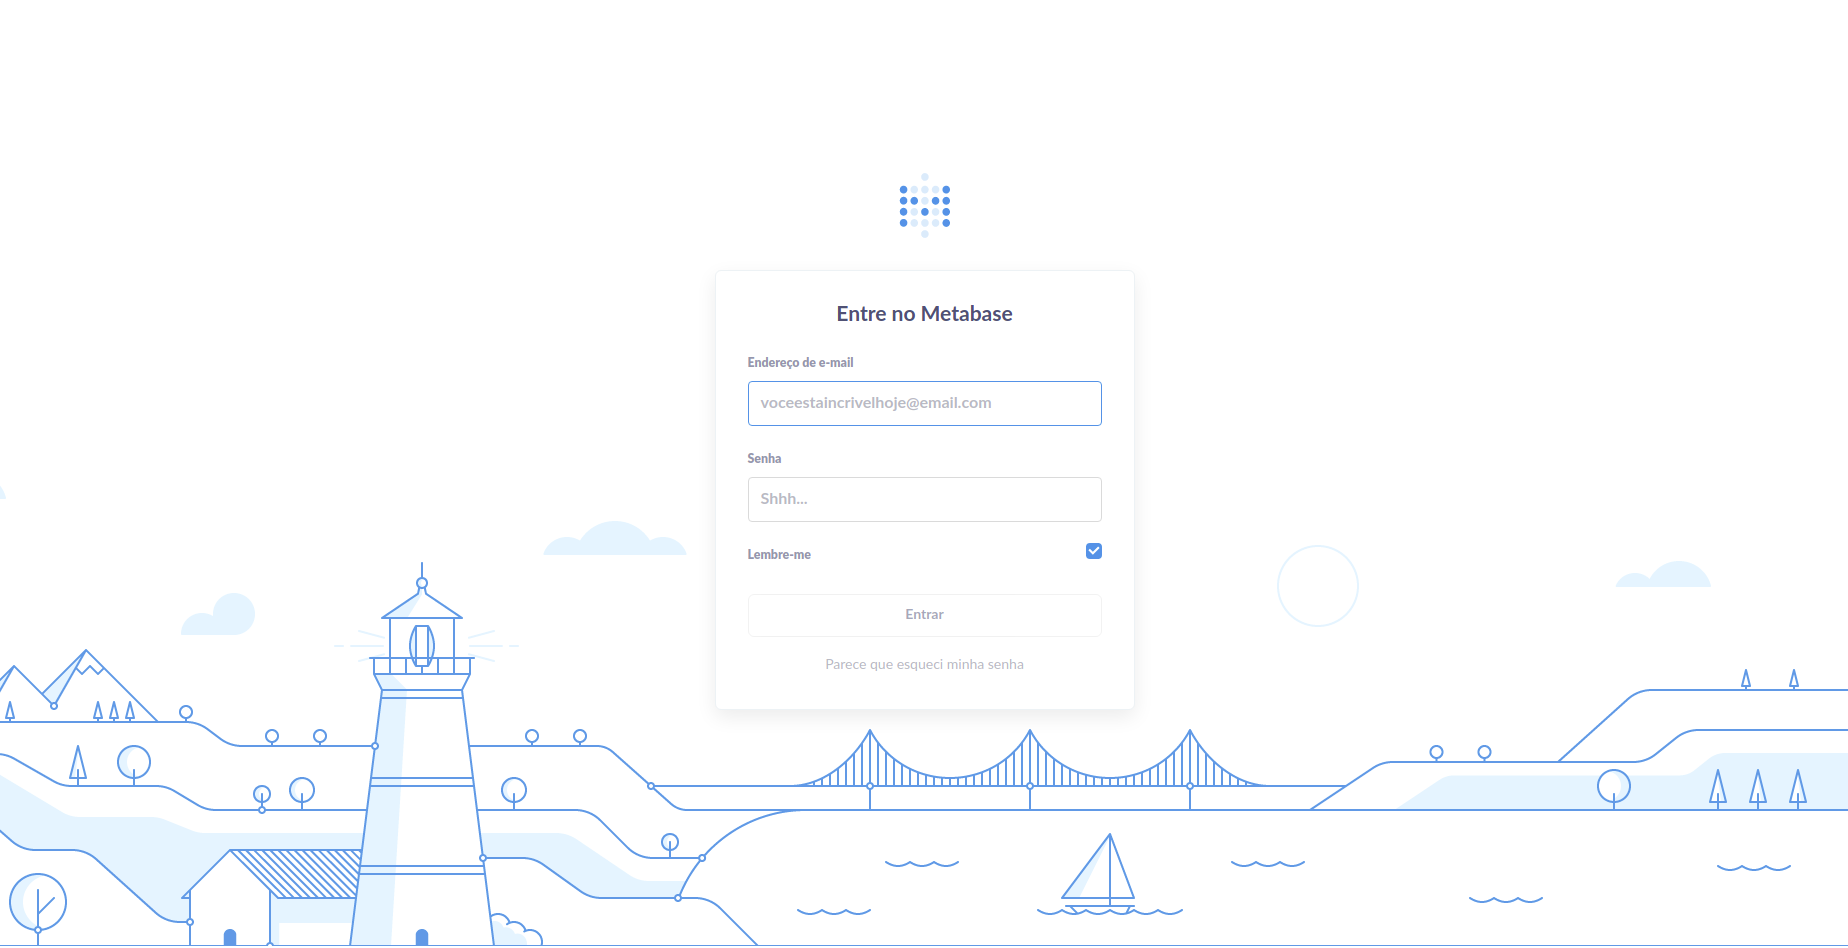 Entre no Metabase
Endereço de e-mail
voceestaincrivelhoje@email.com
Senha
Shhh...
Lembre-me
Entrar
Parece que esqueci minha senha